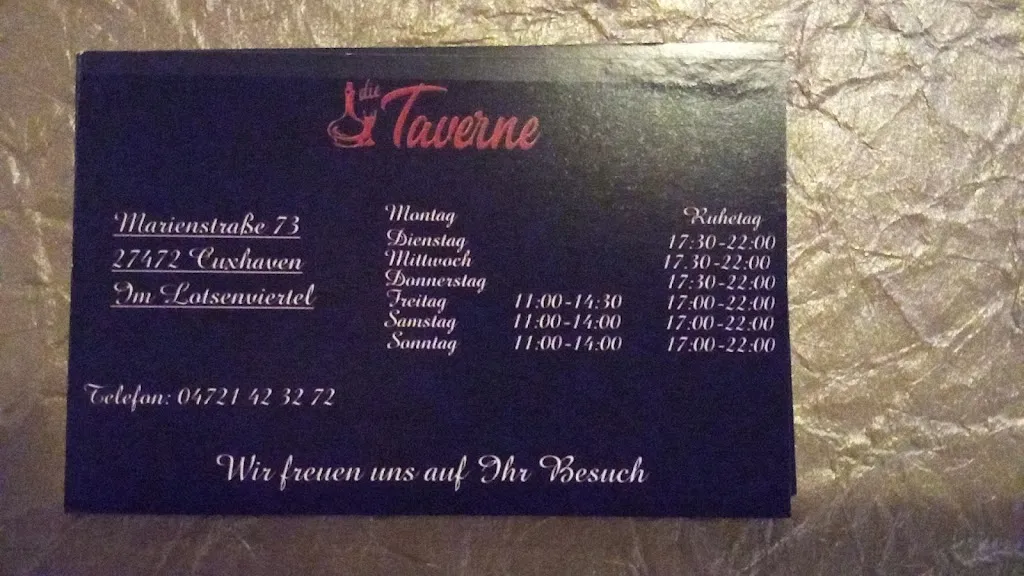 die Taverne
Marienstraße 73
27472 Cuxhaven
Im Lotsenviertel
Montag Ruhetag
Dienstag 17:30-22:00
Mittwoch 17:30-22:00
Donnerstag 17:30-22:00
Freitag 11:00-14:30 17:00-22:00
Samstag 11:00-14:00 17:00-22:00
Sonntag 11:00-14:00 17:00-22:00
Telefon: 04721 42 32 72
Wir freuen uns auf Ihr Besuch